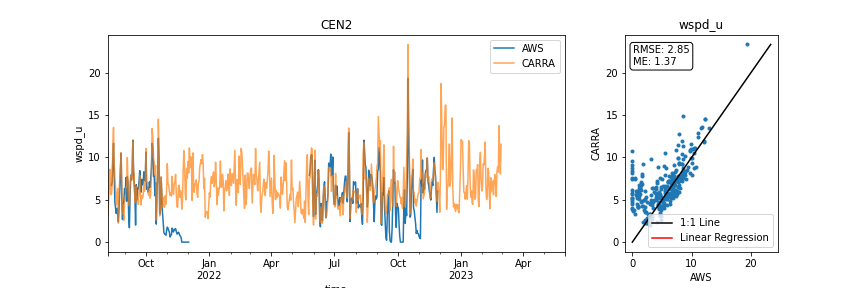 CEN2
wspd_u
AWS
CARRA
20
15
10
5
0
Oct
Jan
2022
Apr
Jul
Oct
Jan
2023
Apr
time
wspd_u
CARRA
RMSE: 2.85
ME: 1.37
20
15
10
5
0
1:1 Line
Linear Regression
0
10
20
AWS